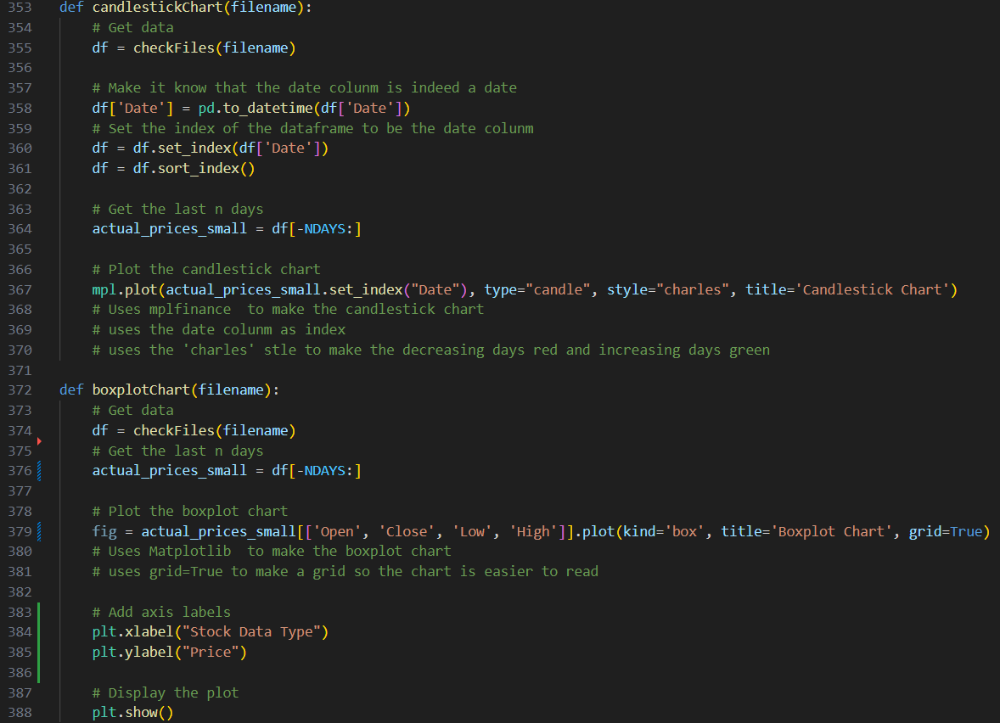 353 def candlestickChart(filename):
354     # Get data
355     df = checkFiles(filename)
356
357     # Make it know that the date colunm is indeed a date
358     df['Date'] = pd.to_datetime(df['Date'])
359     # Set the index of the dataframe to be the date colunm
360     df = df.set_index(df['Date'])
361     df = df.sort_index()
362
363     # Get the last n days
364     actual_prices_small = df[-NDAYS:]
365
366     # Plot the candlestick chart
367     mpl.plot(actual_prices_small.set_index("Date"), type="candle", style="charles", title='Candlestick Chart')
368     # Uses mplfinance  to make the candlestick chart
369     # uses the date colunm as index
370     # uses the 'charles' stle to make the decreasing days red and increasing days green
371
372 def boxplotChart(filename):
373     # Get data
374     df = checkFiles(filename)
375     # Get the last n days
376     actual_prices_small = df[-NDAYS:]
377
378     # Plot the boxplot chart
379     fig = actual_prices_small[['Open', 'Close', 'Low', 'High']].plot(kind='box', title='Boxplot Chart', grid=True)
380     # Uses Matplotlib  to make the boxplot chart
381     # uses grid=True to make a grid so the chart is easier to read
382
383     # Add axis labels
384     plt.xlabel("Stock Data Type")
385     plt.ylabel("Price")
386
387     # Display the plot
388     plt.show()